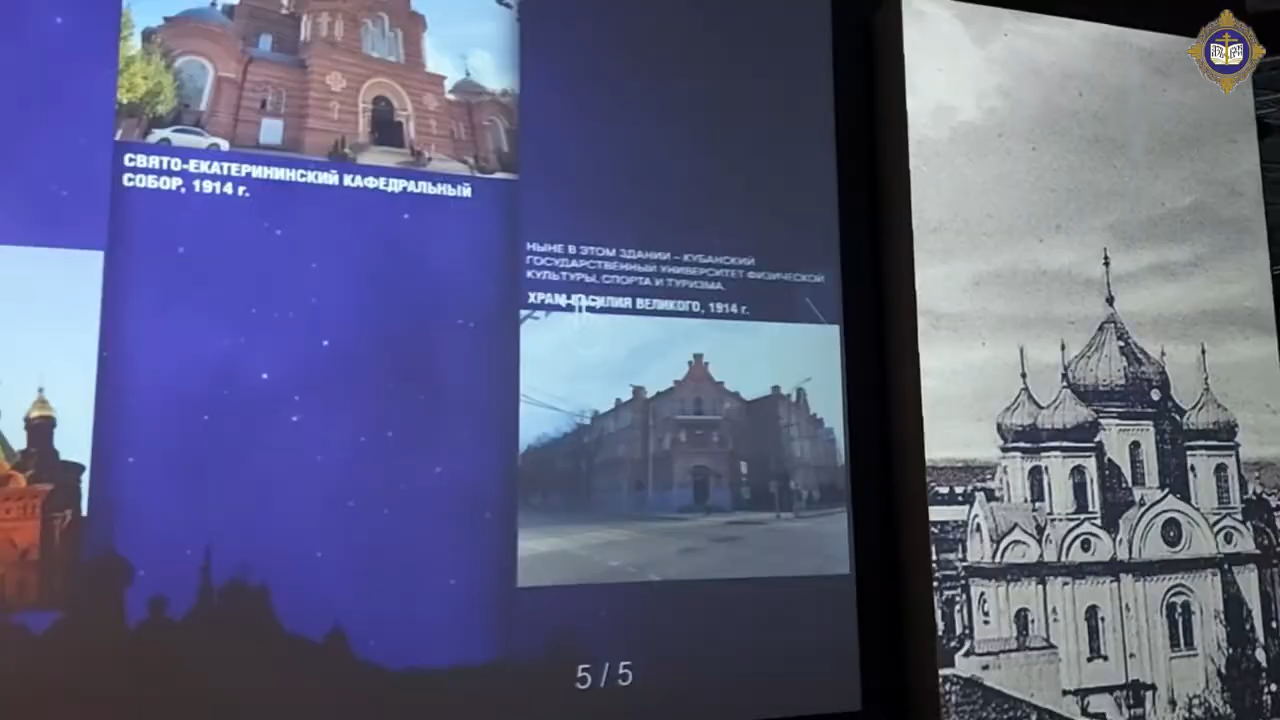 СВЯТО-ЕКАТЕРИНИНСКИЙ КАФЕДРАЛЬНЫЙ
СОБОР, 1914 г.
НЫНЕ В ЭТОМ ЗДАНИИ – КУБАНСКИЙ
ГОСУДАРСТВЕННЫЙ УНИВЕРСИТЕТ ФИЗИЧЕСКОЙ
КУЛЬТУРЫ, СПОРТА И ТУРИЗМА.
ХРАМ ВАСИЛИЯ ВЕЛИКОГО, 1914 г.
5 / 5